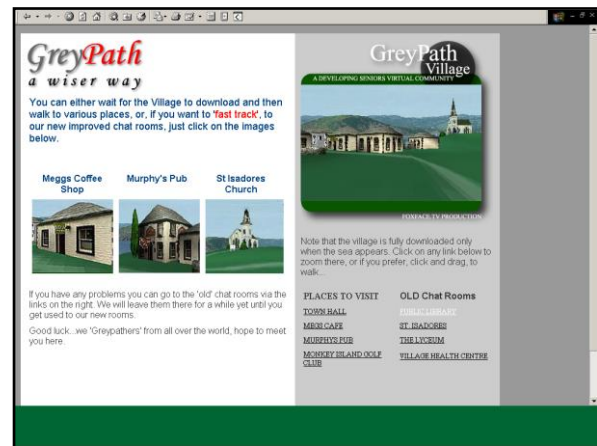 GreyPath
a wiser way
You can either wait for the Village to download and then
walk to various places, or, if you want to 'fast track', to
our new improved chat rooms, just click on the images
below.
Meggs Coffee
Shop
Murphy's Pub
St Isadores
Church
If you have any problems you can go to the 'old' chat rooms via the
links on the right. We will leave them there for a while yet until you
get used to our new rooms.
Good luck...we 'Greypathers' from all over the world, hope to meet
you here.
GreyPath
Village
A DEVELOPING SENIORS VIRTUAL COMMUNITY
FOXFACE TV PRODUCTION
Note that the village is fully downloaded only
when the sea appears. Click on any link below to
zoom there, or if you prefer, click and drag, to
walk...
PLACES TO VISIT
TOWN HALL
MEGS CAFE
MURPHYS PUB
MONKEY ISLAND GOLF
CLUB
OLD Chat Rooms
PUBLIC LIBRARY
ST. ISADORES
THE LYCEUM
VILLAGE HEALTH CENTRE